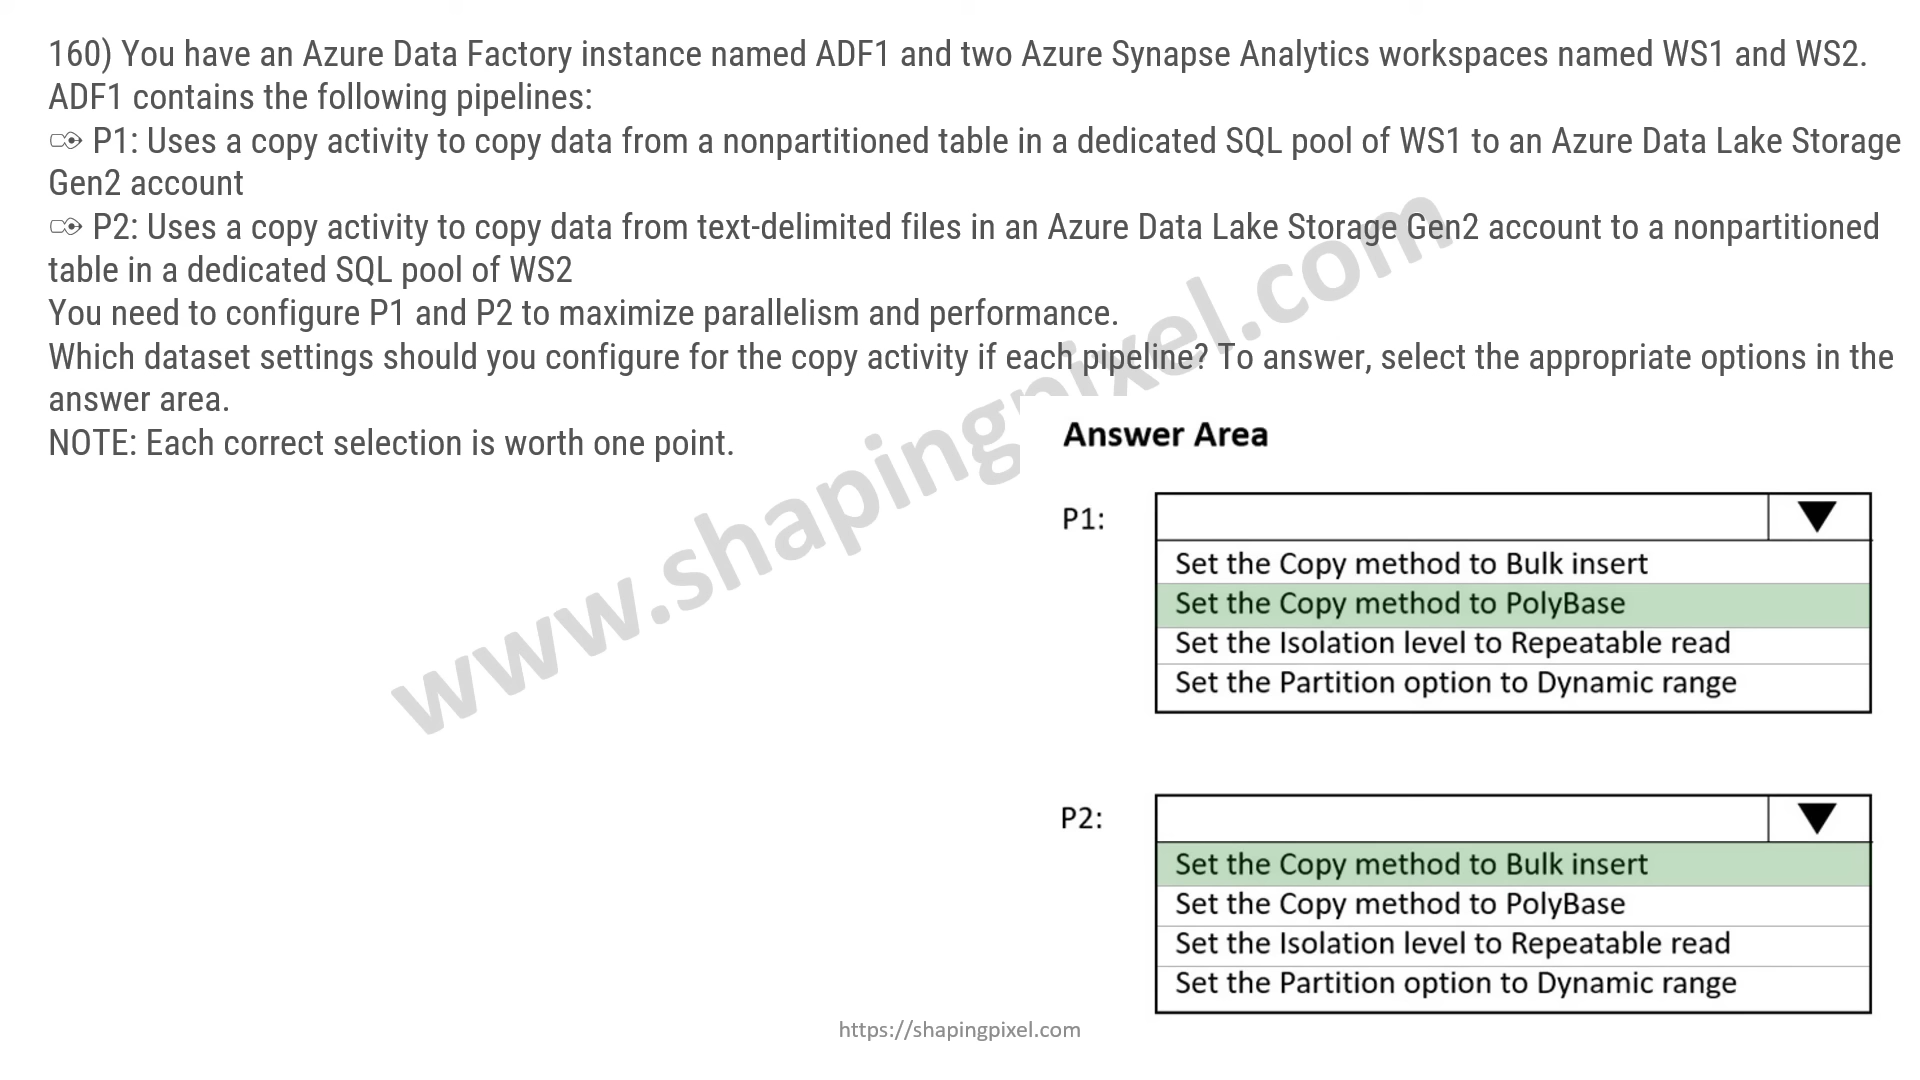 160) You have an Azure Data Factory instance named ADF1 and two Azure Synapse Analytics workspaces named WS1 and WS2.
ADF1 contains the following pipelines:
P1: Uses a copy activity to copy data from a nonpartitioned table in a dedicated SQL pool of WS1 to an Azure Data Lake Storage
Gen2 account
P2: Uses a copy activity to copy data from text-delimited files in an Azure Data Lake Storage Gen2 account to a nonpartitioned
table in a dedicated SQL pool of WS2
You need to configure P1 and P2 to maximize parallelism and performance.
Which dataset settings should you configure for the copy activity if each pipeline? To answer, select the appropriate options in the
answer area.
NOTE: Each correct selection is worth one point.
www.shapingpixel.com
Answer Area
P1:
Set the Copy method to Bulk insert
Set the Copy method to PolyBase
Set the Isolation level to Repeatable read
Set the Partition option to Dynamic range
P2:
Set the Copy method to Bulk insert
Set the Copy method to PolyBase
Set the Isolation level to Repeatable read
Set the Partition option to Dynamic range
https://shapingpixel.com